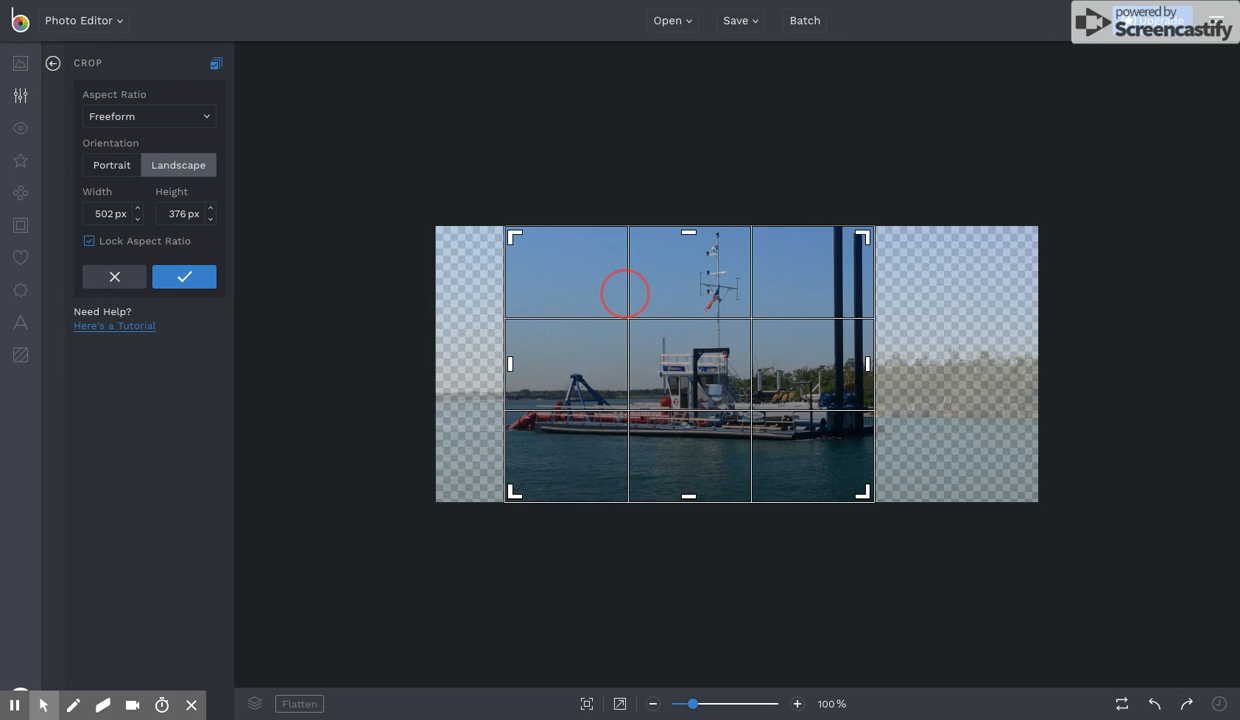 Photo Editor
Open
Save
Batch
powered by
Screencastify
Upgrade
CROP
Aspect Ratio
Freeform
Orientation
Portrait
Landscape
Width
Height
502 px
376 px
Lock Aspect Ratio
Need Help?
Here's a Tutorial
Flatten
100 %